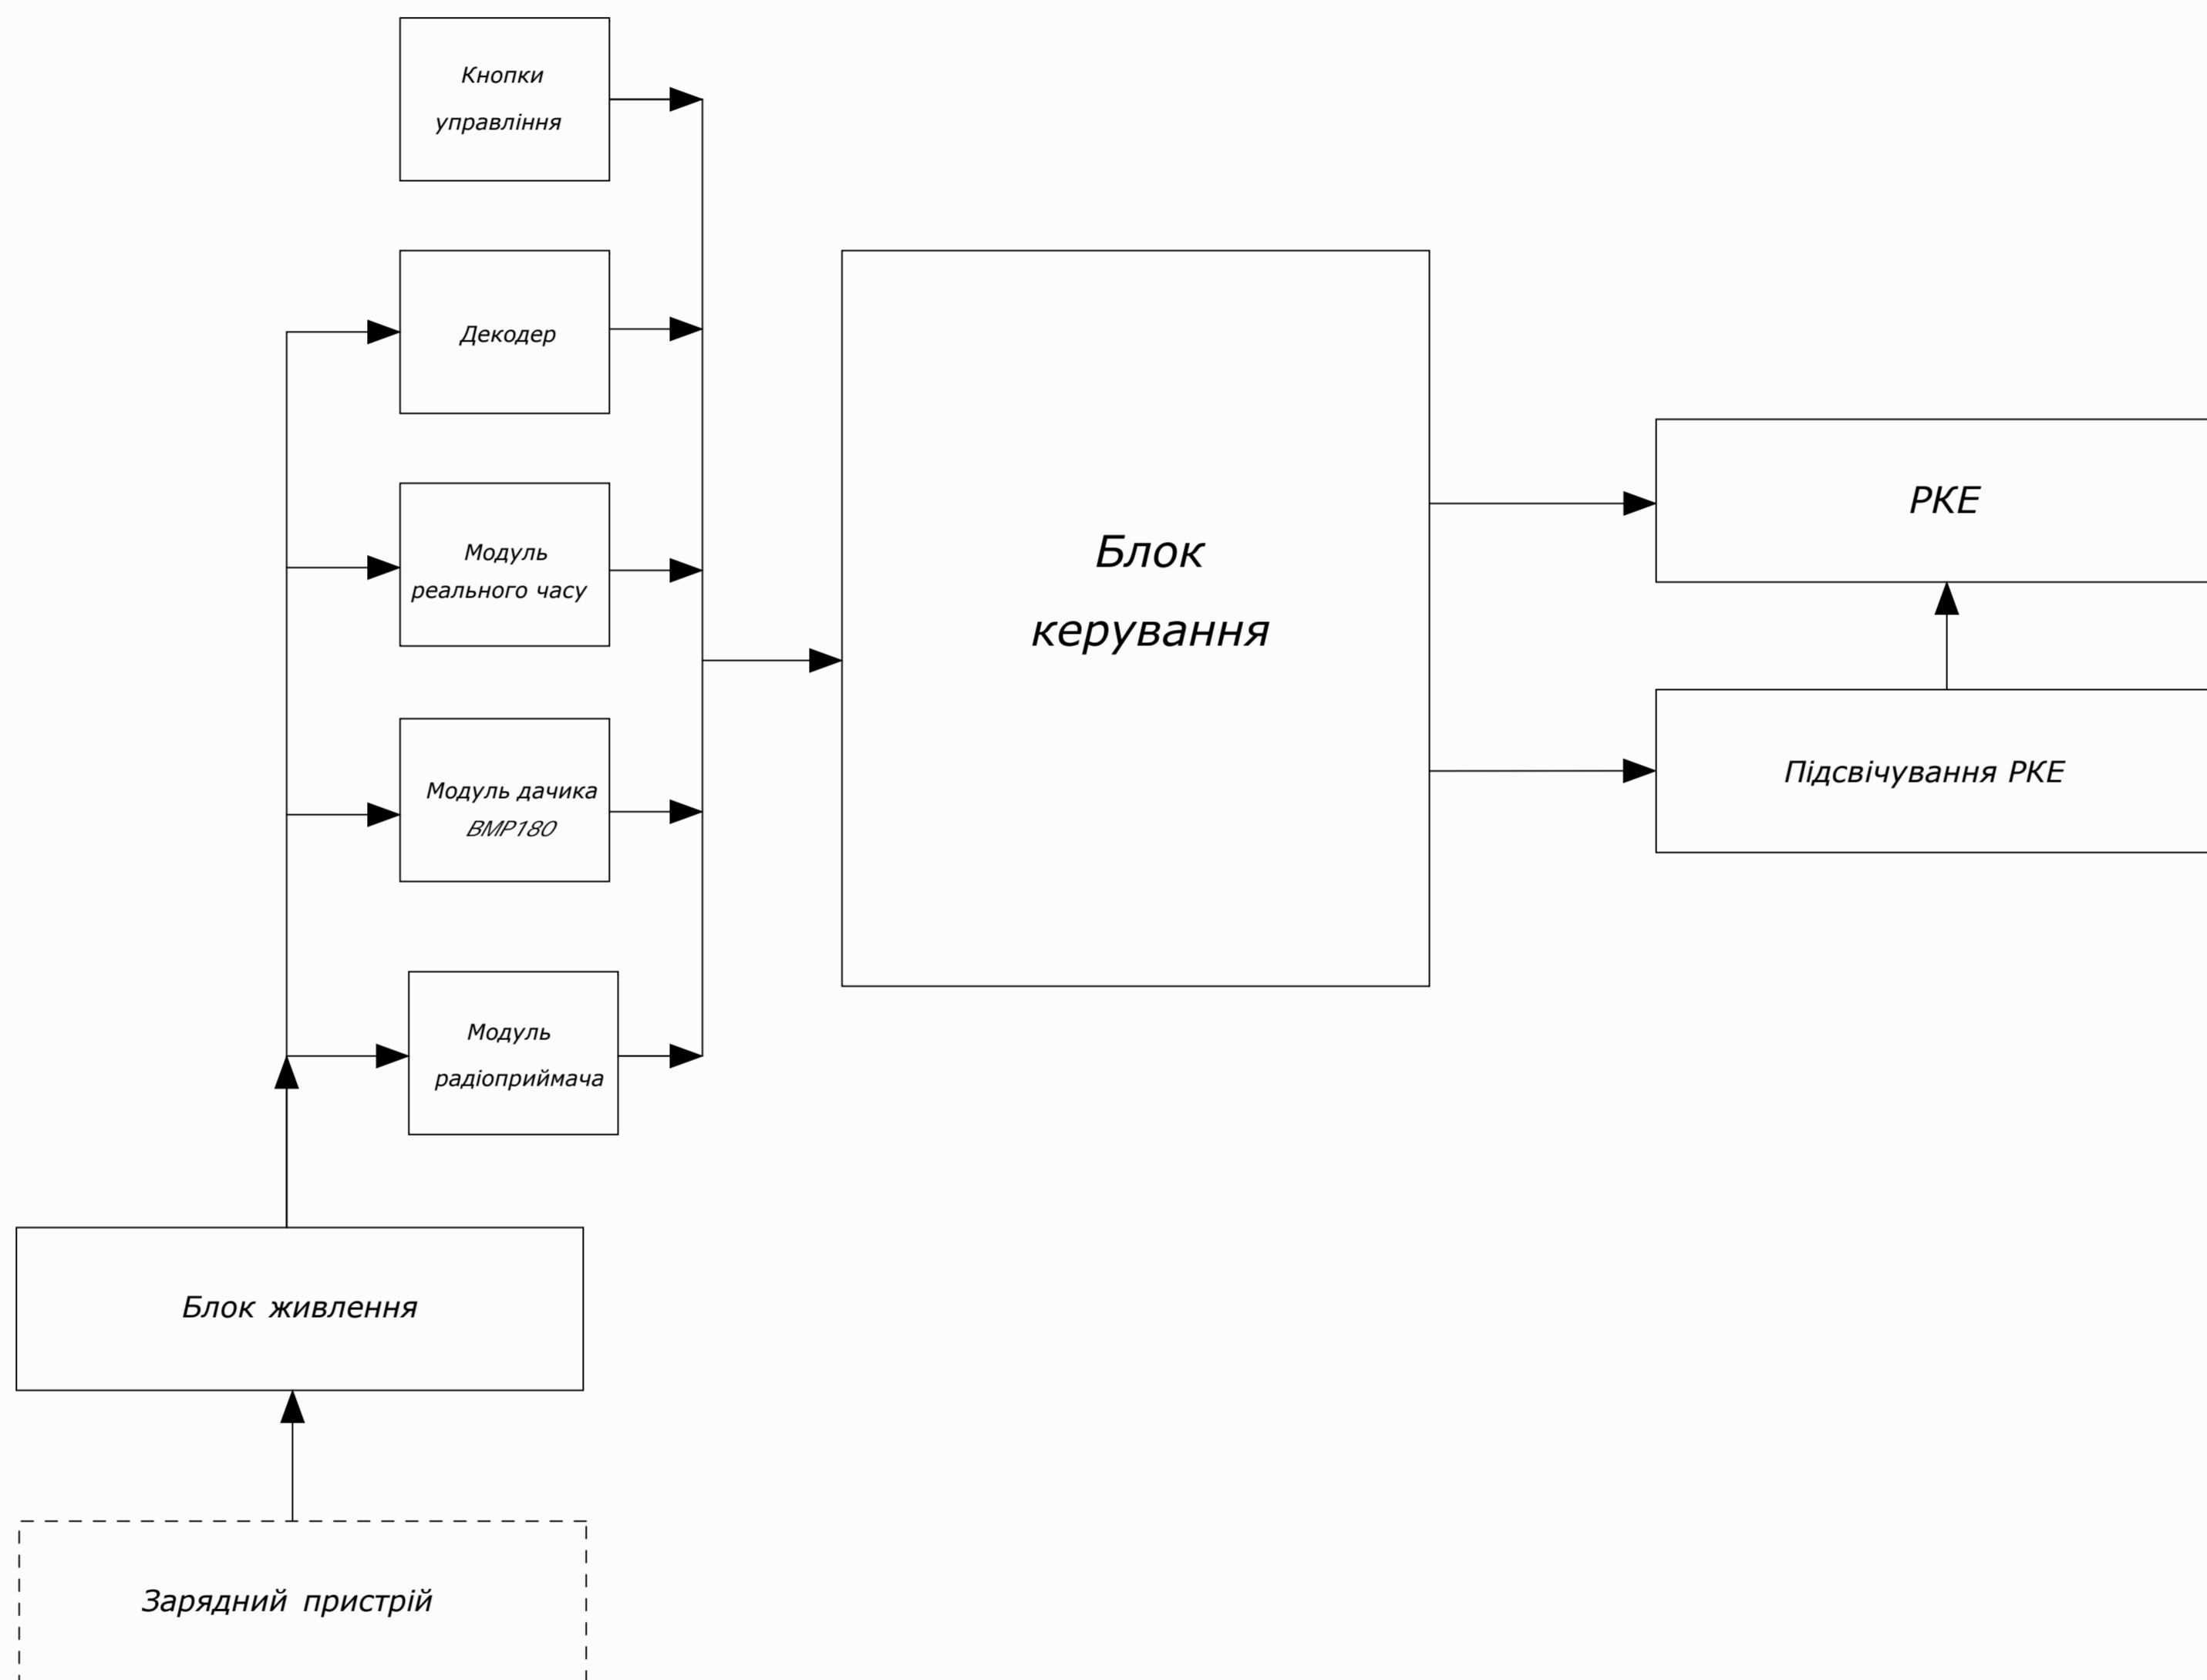 Кнопки
управління
Декодер
Модуль
реального часу
Модуль дачика
BMP180
Модуль
радіоприймача
Блок
керування
РКЕ
Підсвічування РКЕ
Блок живлення
Зарядний пристрій